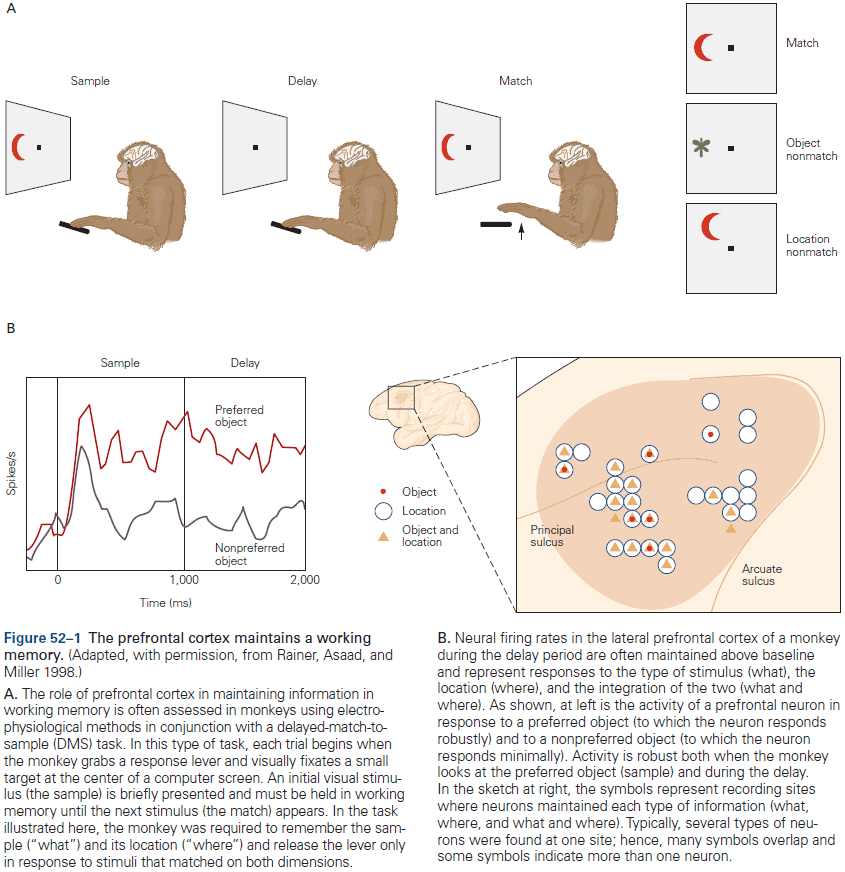 A
Sample
Delay
Match
Match
Object
nonmatch
Location
nonmatch
B
Sample
Delay
Preferred
object
Nonpreferred
object
Spikes/s
0
1,000
2,000
Time (ms)
Object
Location
Object and
location
Principal
sulcus
Arcuate
sulcus
Figure 52–1 The prefrontal cortex maintains a working
memory. (Adapted, with permission, from Rainer, Asaad, and
Miller 1998.)
A. The role of prefrontal cortex in maintaining information in
working memory is often assessed in monkeys using electro-
physiological methods in conjunction with a delayed-match-to-
sample (DMS) task. In this type of task, each trial begins when
the monkey grabs a response lever and visually fixates a small
target at the center of a computer screen. An initial visual stimu-
lus (the sample) is briefly presented and must be held in working
memory until the next stimulus (the match) appears. In the task
illustrated here, the monkey was required to remember the sam-
ple (“what”) and its location (“where”) and release the lever only
in response to stimuli that matched on both dimensions.
B. Neural firing rates in the lateral prefrontal cortex of a monkey
during the delay period are often maintained above baseline
and represent responses to the type of stimulus (what), the
location (where), and the integration of the two (what and
where). As shown, at left is the activity of a prefrontal neuron in
response to a preferred object (to which the neuron responds
robustly) and to a nonpreferred object (to which the neuron
responds minimally). Activity is robust both when the monkey
looks at the preferred object (sample) and during the delay.
In the sketch at right, the symbols represent recording sites
where neurons maintained each type of information (what,
where, and what and where). Typically, several types of neu-
rons were found at one site; hence, many symbols overlap and
some symbols indicate more than one neuron.